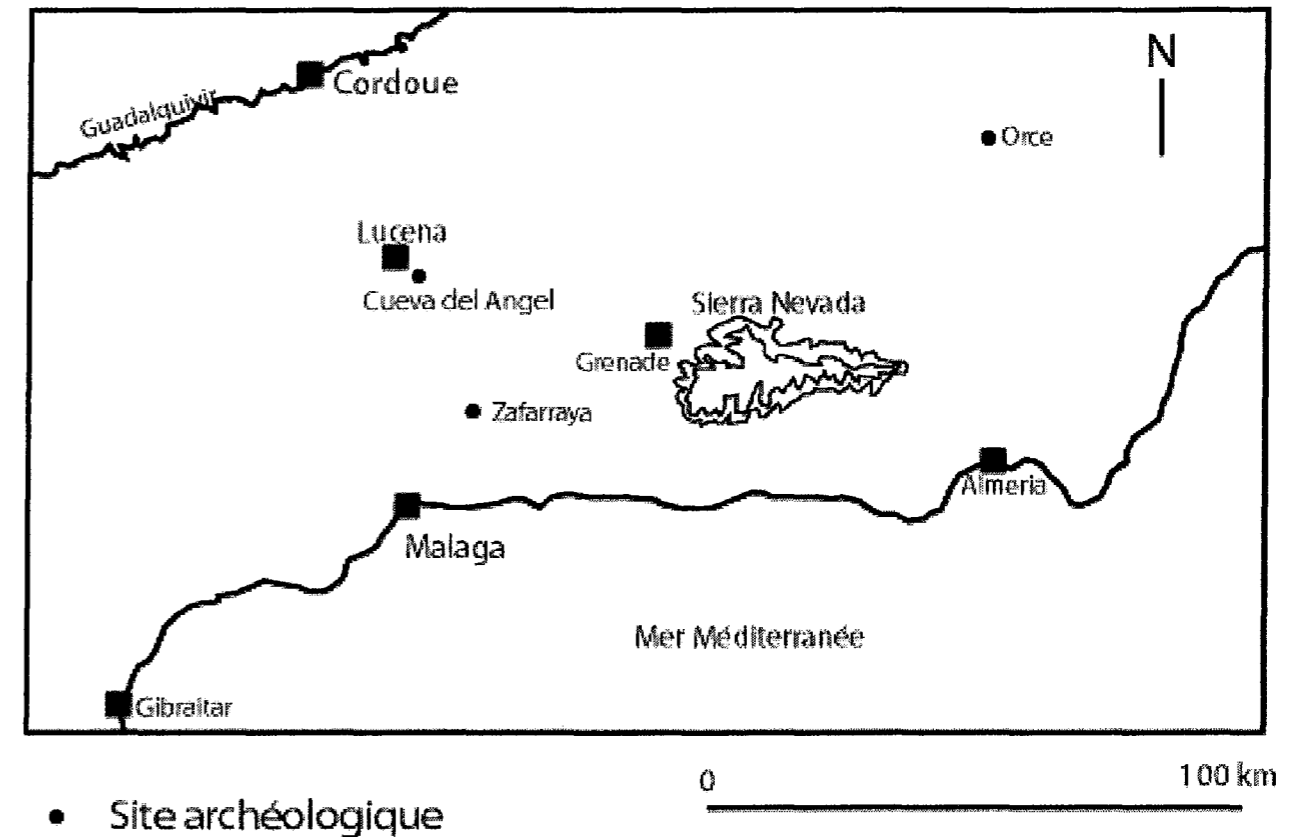 N
Cordoue
Guadalquivir
Orce
Lucena
Cueva del Angel
Sierra Nevada
Grenade
Zafarraya
Almeria
Malaga
Mer Méditerranée
Gibraltar
0 100 km
Site archéologique